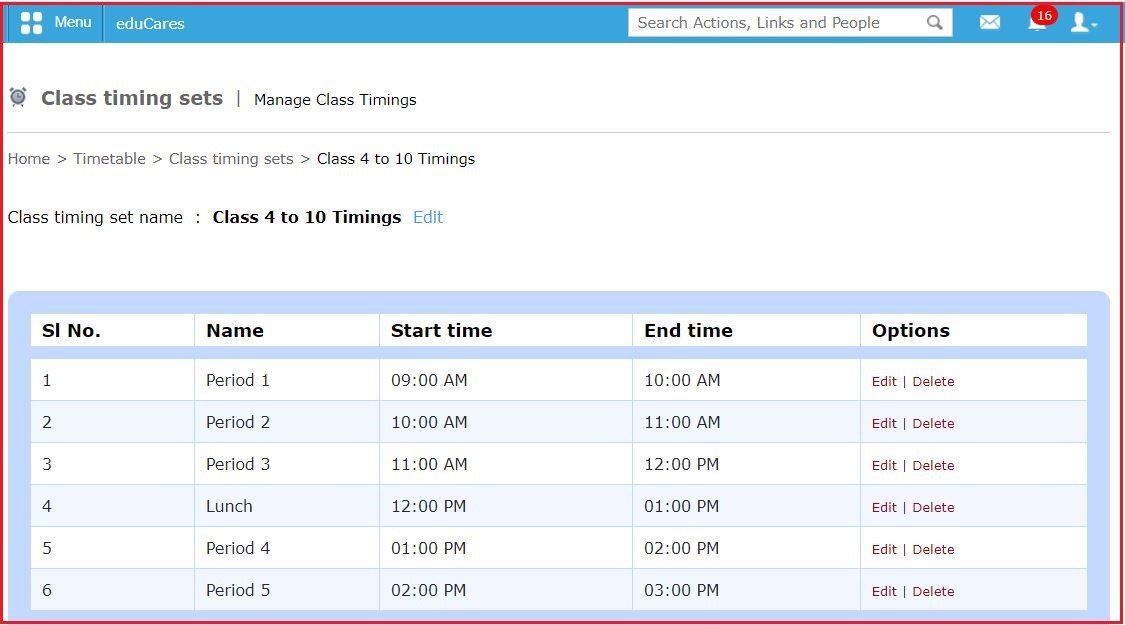 Menu eduCares Search Actions, Links and People 16
Class timing sets | Manage Class Timings
Home > Timetable > Class timing sets > Class 4 to 10 Timings
Class timing set name : Class 4 to 10 Timings Edit
Sl No. Name Start time End time Options
1 Period 1 09:00 AM 10:00 AM Edit | Delete
2 Period 2 10:00 AM 11:00 AM Edit | Delete
3 Period 3 11:00 AM 12:00 PM Edit | Delete
4 Lunch 12:00 PM 01:00 PM Edit | Delete
5 Period 4 01:00 PM 02:00 PM Edit | Delete
6 Period 5 02:00 PM 03:00 PM Edit | Delete